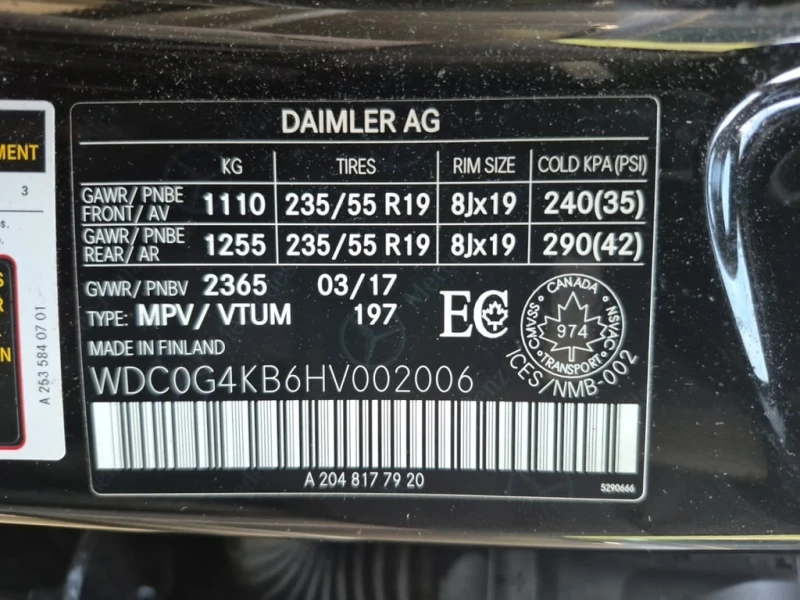 DAIMLER AG
KG TIRES RIM SIZE COLD KPA(PSI)
GAWR/ PNBE FRONT/ AV 1110 235/55 R19 8Jx19 240(35)
GAWR/ PNBE REAR/ AR 1255 235/55 R19 8Jx19 290(42)
GVWR/ PNBV 2365 03/17
TYPE: MPV/ VTUM 197
EC
CANADA
CMVSS NSVAC
974
TRANSPORT
ICES/NMB-002
MADE IN FINLAND
WDC0G4KB6HV002006
A 204 817 79 20
5290666
MENT
3
A 253 584 07 01